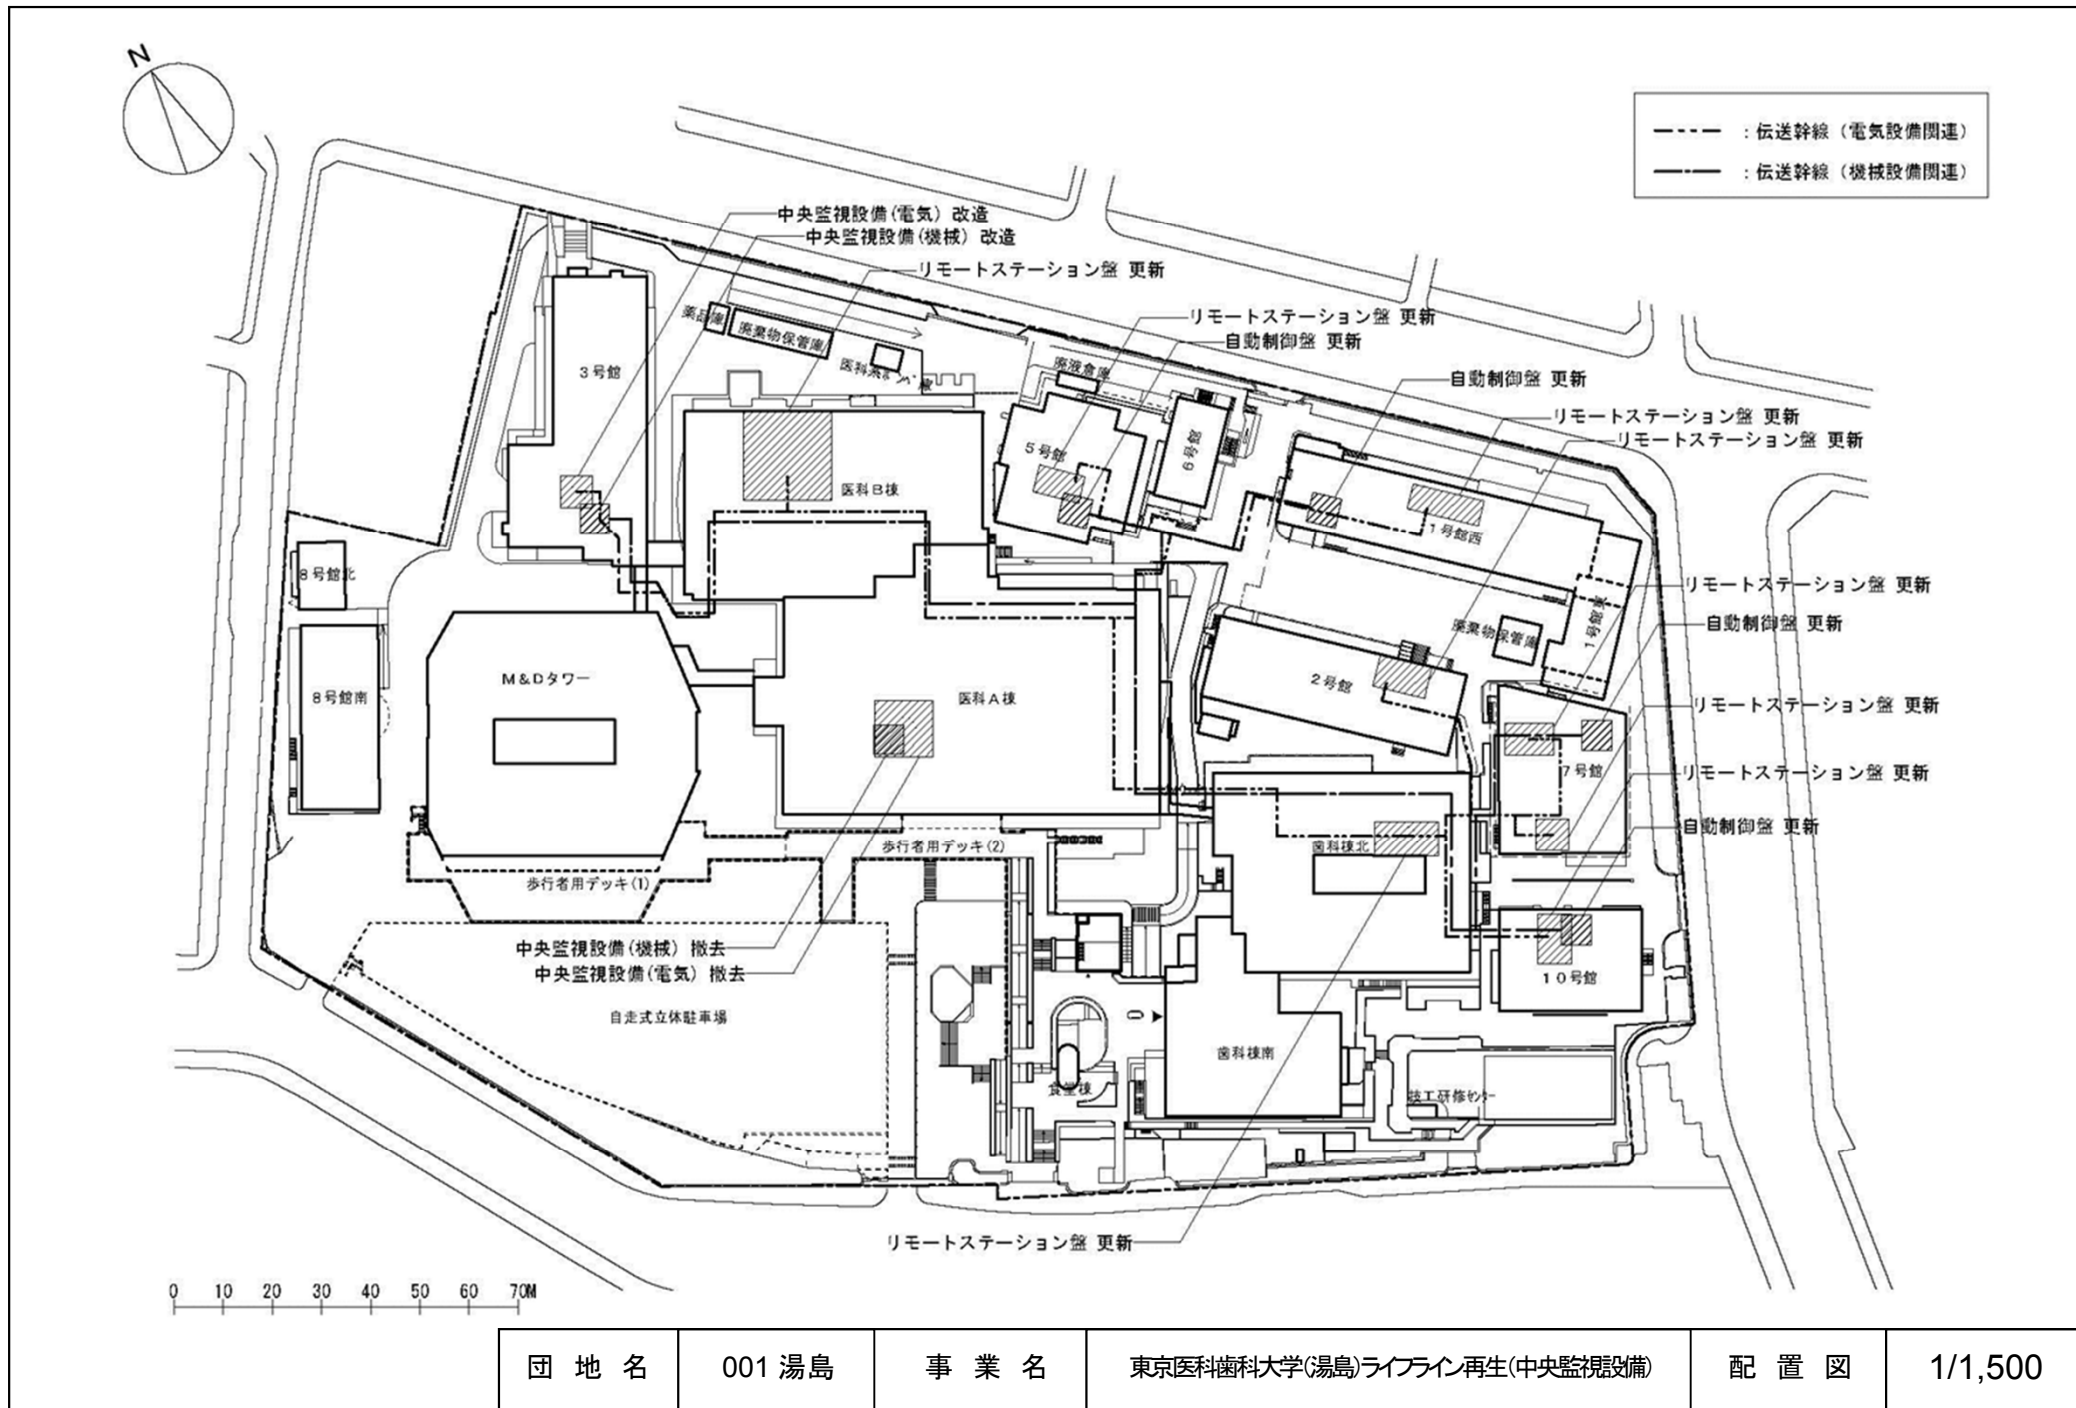 N
：伝送幹線（電気設備関連）
：伝送幹線（機械設備関連）
中央監視設備(電気) 改造
中央監視設備(機械) 改造
リモートステーション盤 更新
リモートステーション盤 更新
自動制御盤 更新
自動制御盤 更新
リモートステーション盤 更新
リモートステーション盤 更新
薬品庫
廃棄物保管庫
廃液倉庫
3号館
5号館
6号館
医科B棟
1号館西
8号館北
リモートステーション盤 更新
自動制御盤 更新
1号館東
廃棄物保管庫
M&Dタワー
2号館
8号館南
医科A棟
リモートステーション盤 更新
7号館
リモートステーション盤 更新
自動制御盤 更新
歩行者用デッキ(2)
歯科棟北
歩行者用デッキ(1)
中央監視設備(機械) 撤去
中央監視設備(電気) 撤去
10号館
自走式立体駐車場
歯科棟南
食堂棟
技工研修ｾﾝﾀｰ
リモートステーション盤 更新
0 10 20 30 40 50 60 70M
団地名 001 湯島 事業名 東京医科歯科大学(湯島)ライフライン再生(中央監視設備) 配置図 1/1,500